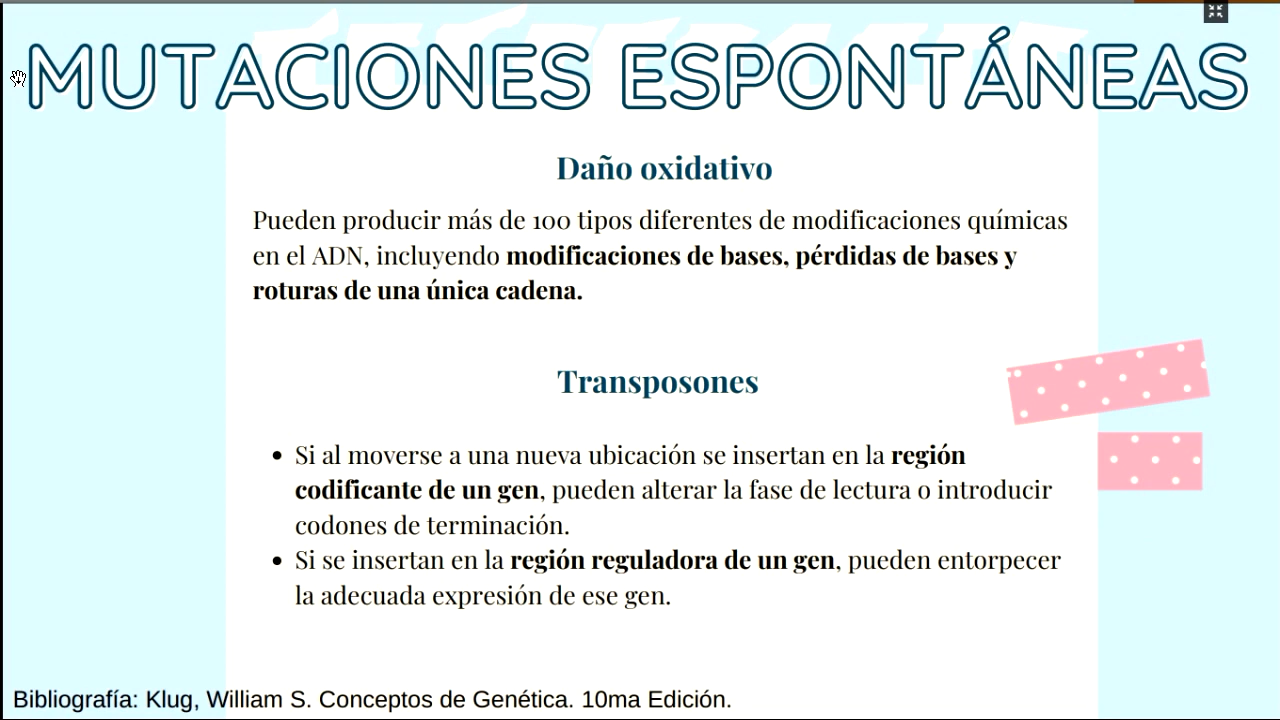 MUTACIONES ESPONTÁNEAS
Daño oxidativo
Pueden producir más de 100 tipos diferentes de modificaciones químicas
en el ADN, incluyendo modificaciones de bases, pérdidas de bases y
roturas de una única cadena.
Transposones
• Si al moverse a una nueva ubicación se insertan en la región
codificante de un gen, pueden alterar la fase de lectura o introducir
codones de terminación.
• Si se insertan en la región reguladora de un gen, pueden entorpecer
la adecuada expresión de ese gen.
Bibliografía: Klug, William S. Conceptos de Genética. 10ma Edición.